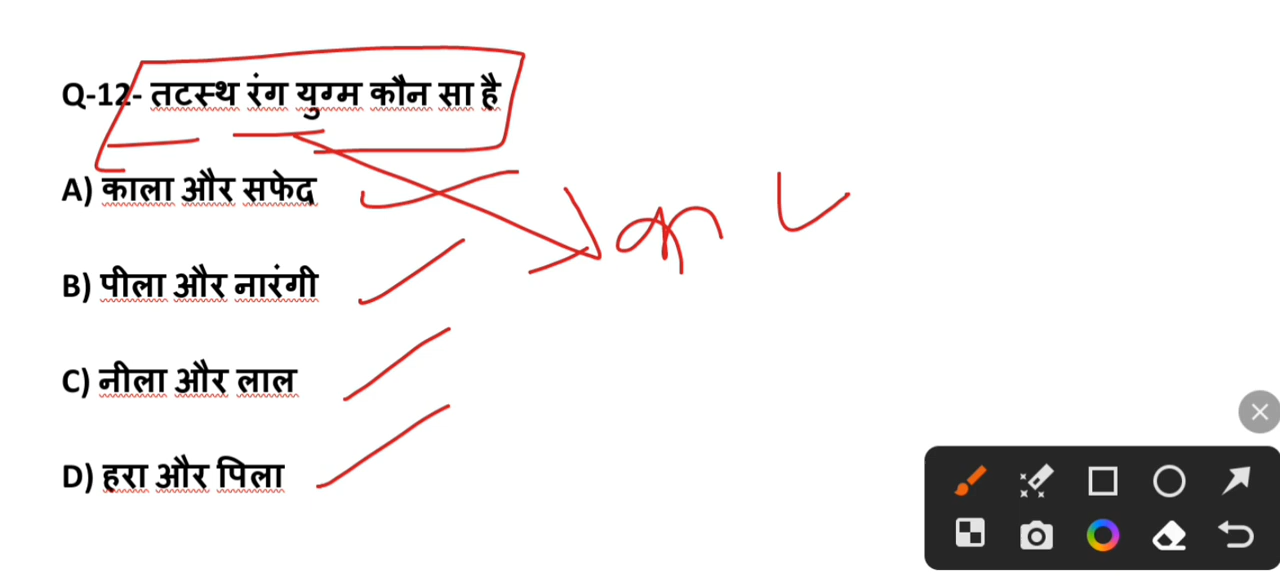 Q-12- तटस्थ रंग युग्म कौन सा है
A) काला और सफेद
B) पीला और नारंगी
C) नीला और लाल
D) हरा और पिला